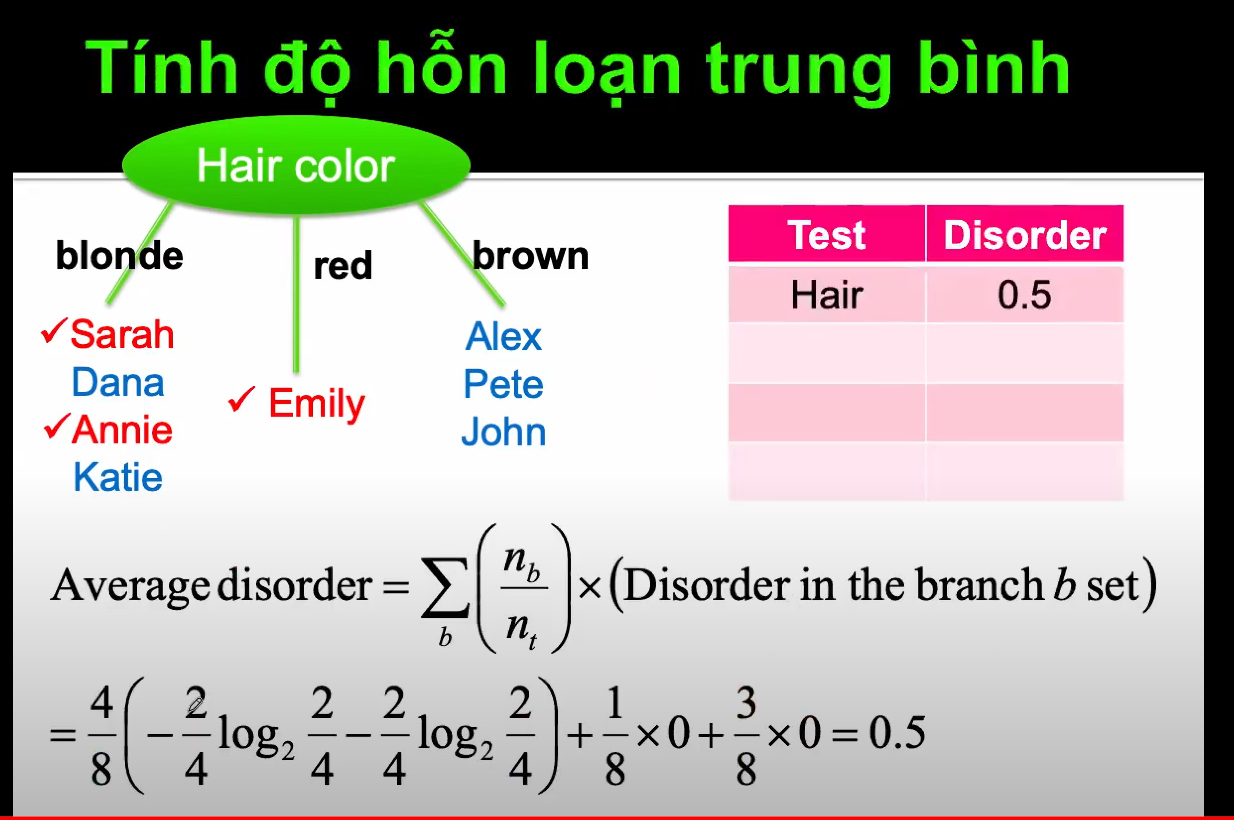 Tính độ hỗn loạn trung bình
Hair color
blonde
red
brown
✓Sarah
Dana
✓Annie
Katie
✓ Emily
Alex
Pete
John
Test Disorder
Hair 0.5
Average disorder = ∑_b (n_b/n_t) × (Disorder in the branch b set)
= 4/8 (− 2/4 log₂ 2/4 − 2/4 log₂ 2/4) + 1/8 × 0 + 3/8 × 0 = 0.5